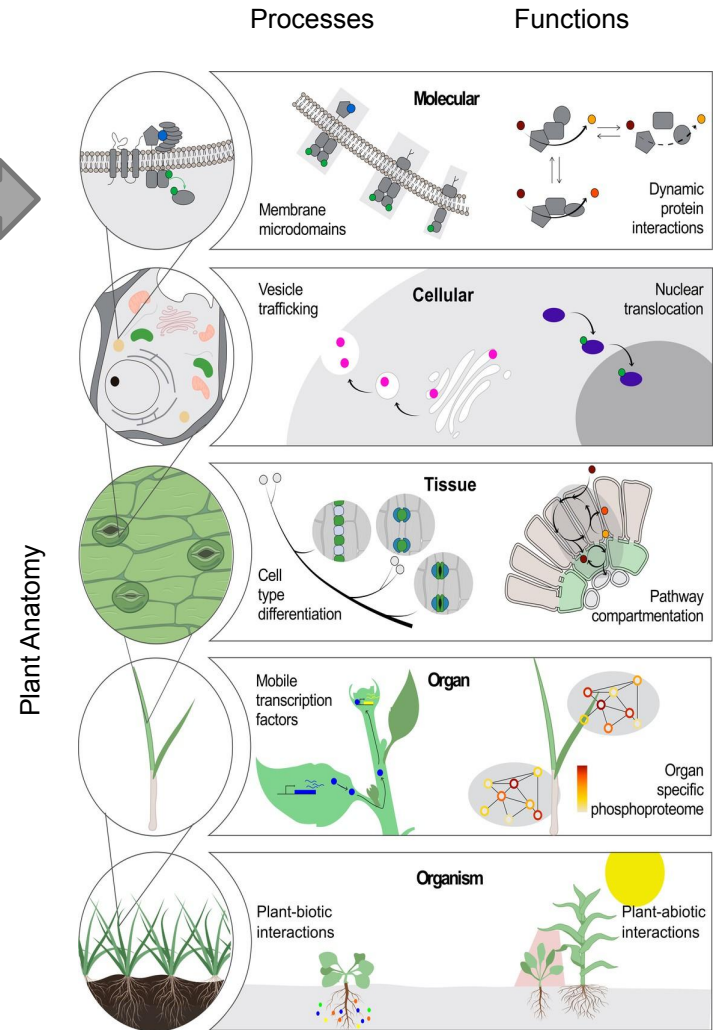 Processes
Functions
Plant Anatomy
Molecular
Membrane
microdomains
Dynamic
protein
interactions
Vesicle
trafficking
Cellular
Nuclear
translocation
Tissue
Cell
type
differentiation
Pathway
compartmentation
Mobile
transcription
factors
Organ
Organ
specific
phosphoproteome
Organism
Plant-biotic
interactions
Plant-abiotic
interactions